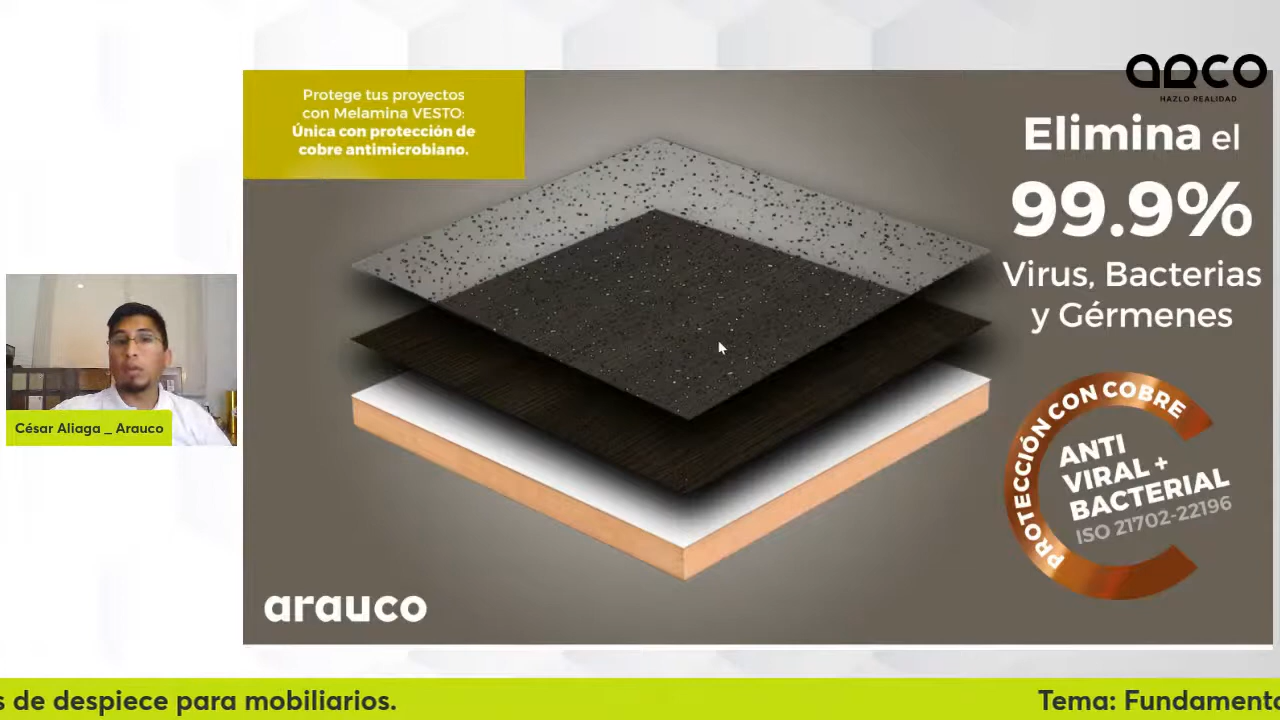 arco
HAZLO REALIDAD
Protege tus proyectos
con Melamina VESTO:
Única con protección de
cobre antimicrobiano.
Elimina el
99.9%
Virus, Bacterias
y Gérmenes
PROTECCIÓN CON COBRE
ANTI
VIRAL +
BACTERIAL
ISO 21702-22196
César Aliaga _ Arauco
arauco
s de despiece para mobiliarios.
Tema: Fundamento